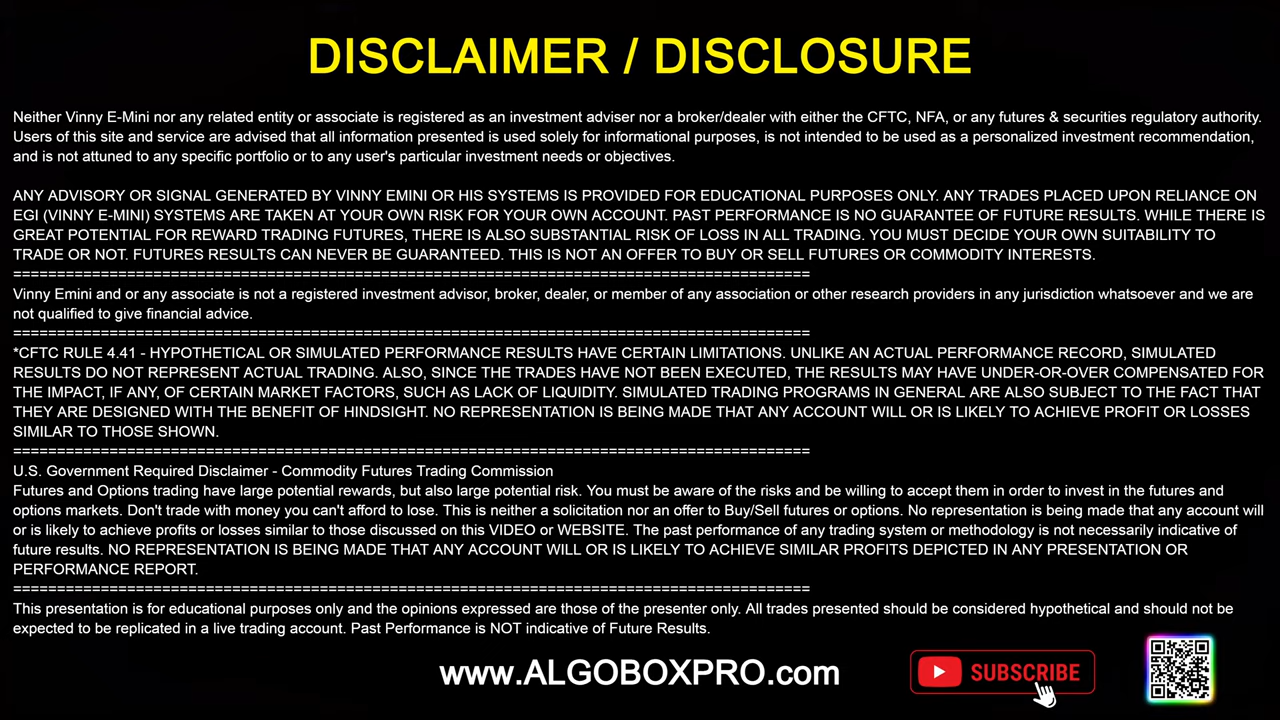 DISCLAIMER / DISCLOSURE
Neither Vinny E-Mini nor any related entity or associate is registered as an investment adviser nor a broker/dealer with either the CFTC, NFA, or any futures & securities regulatory authority.
Users of this site and service are advised that all information presented is used solely for informational purposes, is not intended to be used as a personalized investment recommendation,
and is not attuned to any specific portfolio or to any user's particular investment needs or objectives.
ANY ADVISORY OR SIGNAL GENERATED BY VINNY EMINI OR HIS SYSTEMS IS PROVIDED FOR EDUCATIONAL PURPOSES ONLY. ANY TRADES PLACED UPON RELIANCE ON
EGI (VINNY E-MINI) SYSTEMS ARE TAKEN AT YOUR OWN RISK FOR YOUR OWN ACCOUNT. PAST PERFORMANCE IS NO GUARANTEE OF FUTURE RESULTS. WHILE THERE IS
GREAT POTENTIAL FOR REWARD TRADING FUTURES, THERE IS ALSO SUBSTANTIAL RISK OF LOSS IN ALL TRADING. YOU MUST DECIDE YOUR OWN SUITABILITY TO
TRADE OR NOT. FUTURES RESULTS CAN NEVER BE GUARANTEED. THIS IS NOT AN OFFER TO BUY OR SELL FUTURES OR COMMODITY INTERESTS.
==========================================================================================
Vinny Emini and or any associate is not a registered investment advisor, broker, dealer, or member of any association or other research providers in any jurisdiction whatsoever and we are
not qualified to give financial advice.
==========================================================================================
*CFTC RULE 4.41 - HYPOTHETICAL OR SIMULATED PERFORMANCE RESULTS HAVE CERTAIN LIMITATIONS. UNLIKE AN ACTUAL PERFORMANCE RECORD, SIMULATED
RESULTS DO NOT REPRESENT ACTUAL TRADING. ALSO, SINCE THE TRADES HAVE NOT BEEN EXECUTED, THE RESULTS MAY HAVE UNDER-OR-OVER COMPENSATED FOR
THE IMPACT, IF ANY, OF CERTAIN MARKET FACTORS, SUCH AS LACK OF LIQUIDITY. SIMULATED TRADING PROGRAMS IN GENERAL ARE ALSO SUBJECT TO THE FACT THAT
THEY ARE DESIGNED WITH THE BENEFIT OF HINDSIGHT. NO REPRESENTATION IS BEING MADE THAT ANY ACCOUNT WILL OR IS LIKELY TO ACHIEVE PROFIT OR LOSSES
SIMILAR TO THOSE SHOWN.
==========================================================================================
U.S. Government Required Disclaimer - Commodity Futures Trading Commission
Futures and Options trading have large potential rewards, but also large potential risk. You must be aware of the risks and be willing to accept them in order to invest in the futures and
options markets. Don't trade with money you can't afford to lose. This is neither a solicitation nor an offer to Buy/Sell futures or options. No representation is being made that any account will
or is likely to achieve profits or losses similar to those discussed on this VIDEO or WEBSITE. The past performance of any trading system or methodology is not necessarily indicative of
future results. NO REPRESENTATION IS BEING MADE THAT ANY ACCOUNT WILL OR IS LIKELY TO ACHIEVE SIMILAR PROFITS DEPICTED IN ANY PRESENTATION OR
PERFORMANCE REPORT.
==========================================================================================
This presentation is for educational purposes only and the opinions expressed are those of the presenter only. All trades presented should be considered hypothetical and should not be
expected to be replicated in a live trading account. Past Performance is NOT indicative of Future Results.
www.ALGOBOXPRO.com
SUBSCRIBE